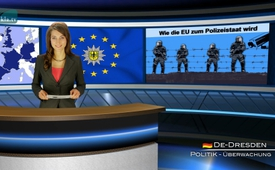 Wie die EU zum Polizeistaat wird
DE-DRESDEN
POLITIK - ÜBERWACHUNG